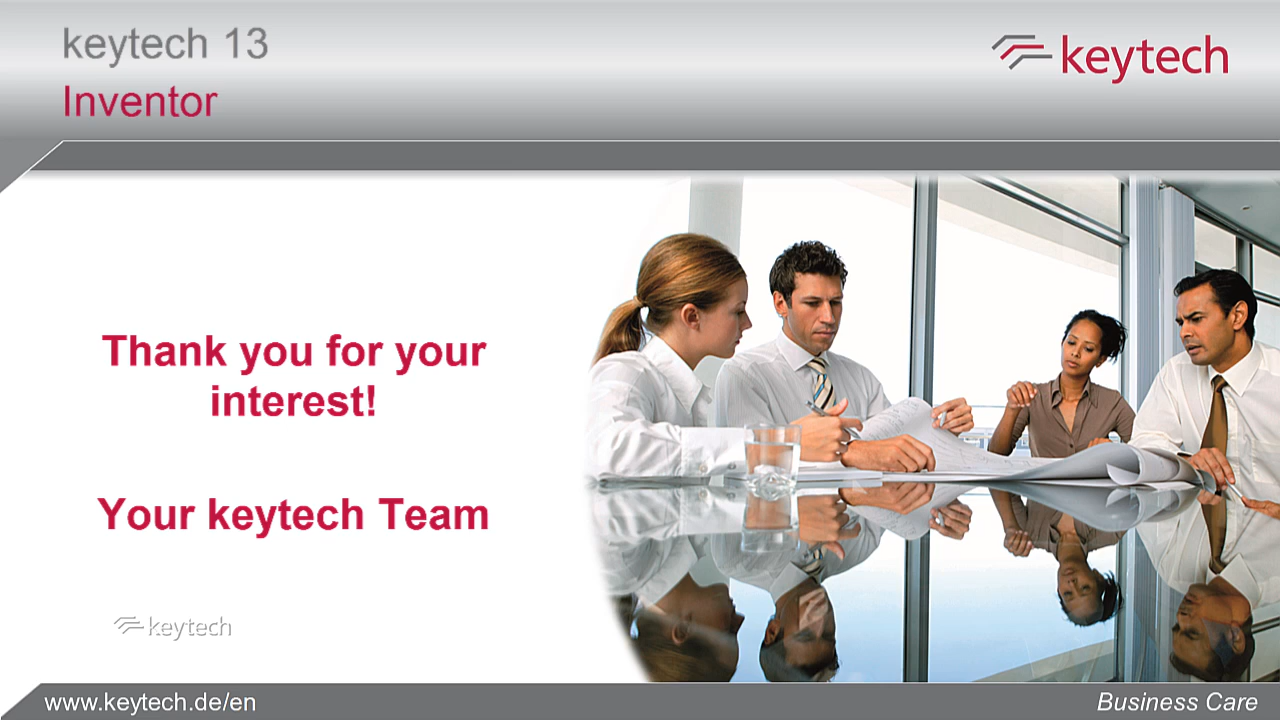 keytech 13
Inventor
keytech
Thank you for your
interest!
Your keytech Team
keytech
www.keytech.de/en
Business Care